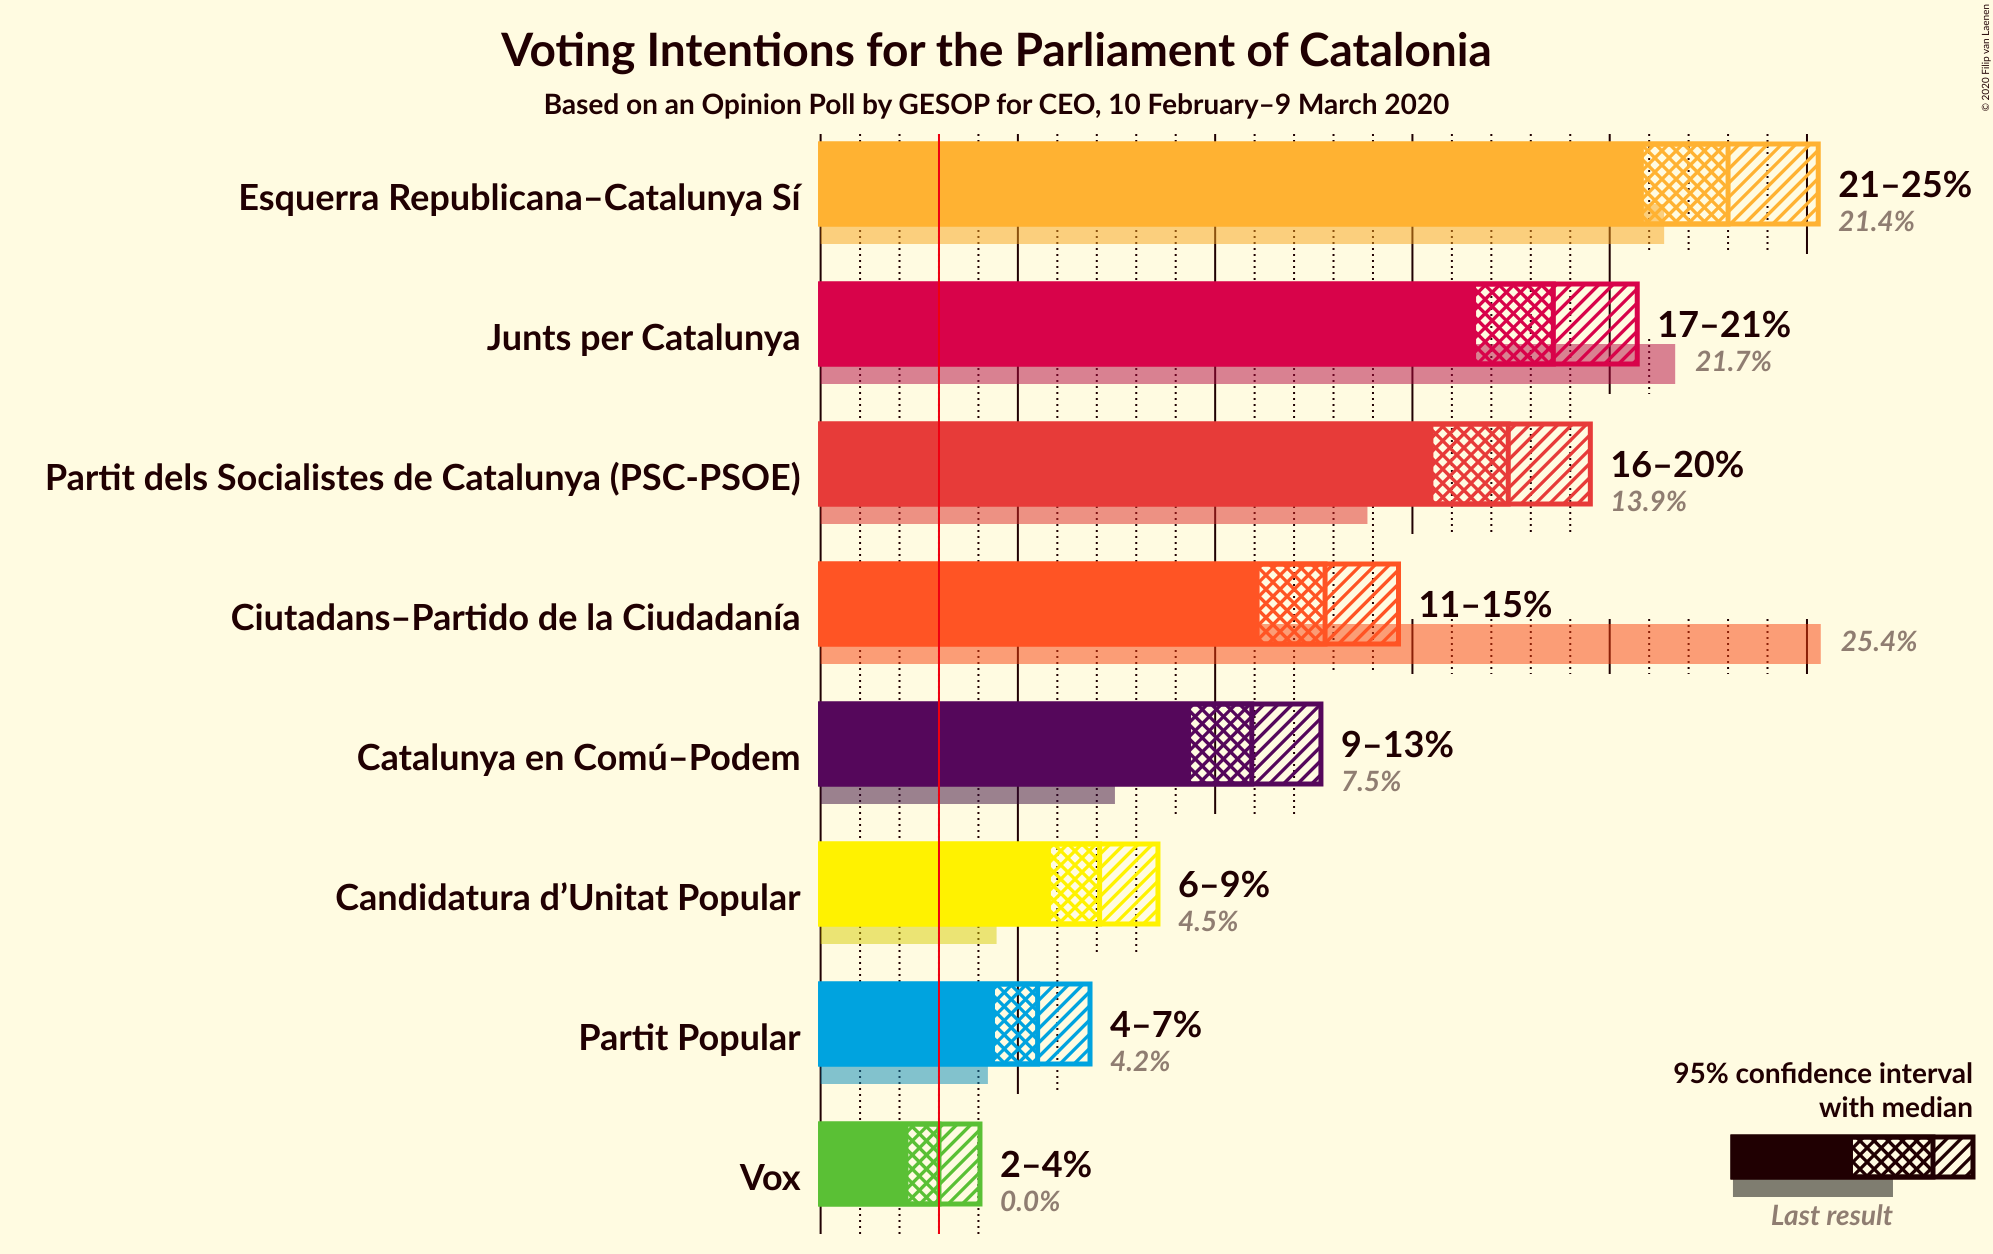 Voting Intentions for the Parliament of Catalonia
Based on an Opinion Poll by GESOP for CEO, 10 February–9 March 2020
© 2020 Filip van Laenen
Esquerra Republicana–Catalunya Sí
21–25%
21.4%
Junts per Catalunya
17–21%
21.7%
Partit dels Socialistes de Catalunya (PSC-PSOE)
16–20%
13.9%
Ciutadans–Partido de la Ciudadanía
11–15%
25.4%
Catalunya en Comú–Podem
9–13%
7.5%
Candidatura d’Unitat Popular
6–9%
4.5%
Partit Popular
4–7%
4.2%
Vox
2–4%
0.0%
95% confidence interval
with median
Last result